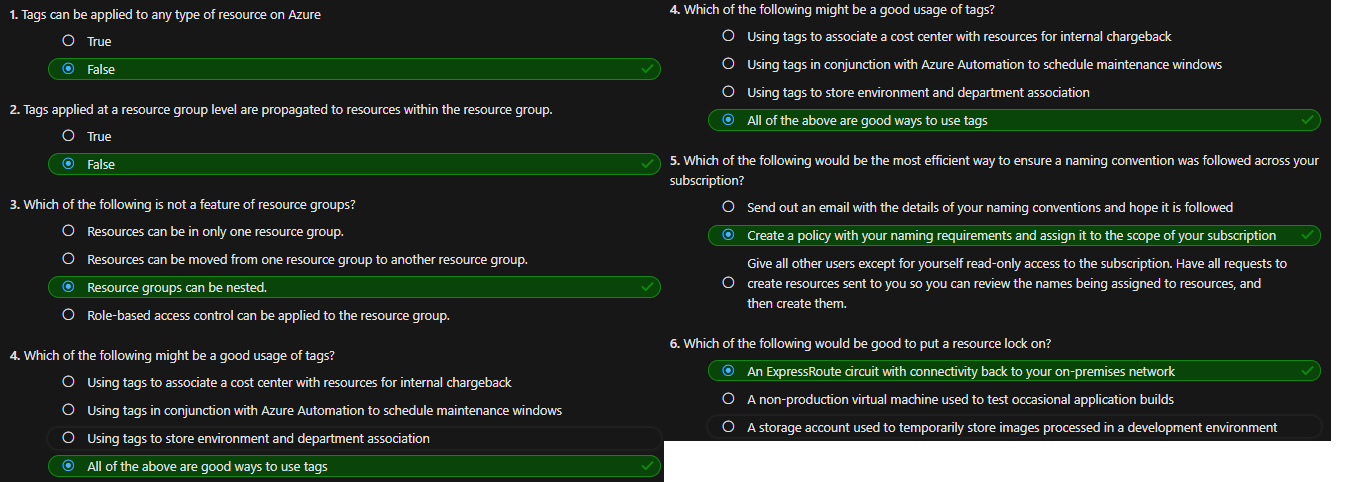 1. Tags can be applied to any type of resource on Azure
True
False
2. Tags applied at a resource group level are propagated to resources within the resource group.
True
False
3. Which of the following is not a feature of resource groups?
Resources can be in only one resource group.
Resources can be moved from one resource group to another resource group.
Resource groups can be nested.
Role-based access control can be applied to the resource group.
4. Which of the following might be a good usage of tags?
Using tags to associate a cost center with resources for internal chargeback
Using tags in conjunction with Azure Automation to schedule maintenance windows
Using tags to store environment and department association
All of the above are good ways to use tags
4. Which of the following might be a good usage of tags?
Using tags to associate a cost center with resources for internal chargeback
Using tags in conjunction with Azure Automation to schedule maintenance windows
Using tags to store environment and department association
All of the above are good ways to use tags
5. Which of the following would be the most efficient way to ensure a naming convention was followed across your
subscription?
Send out an email with the details of your naming conventions and hope it is followed
Create a policy with your naming requirements and assign it to the scope of your subscription
Give all other users except for yourself read-only access to the subscription. Have all requests to
create resources sent to you so you can review the names being assigned to resources, and
then create them.
6. Which of the following would be good to put a resource lock on?
An ExpressRoute circuit with connectivity back to your on-premises network
A non-production virtual machine used to test occasional application builds
A storage account used to temporarily store images processed in a development environment